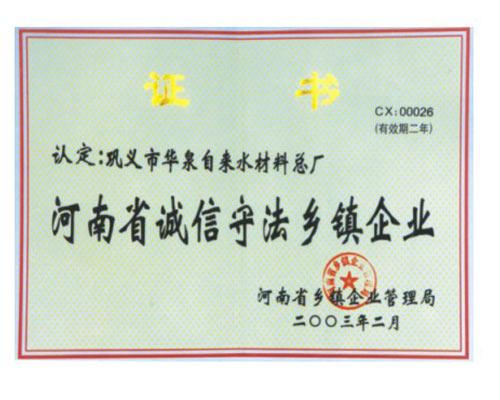 证 书
CX:00026
(有效期二年)
认定:巩义市华泉自来水材料总厂
河南省诚信守法乡镇企业
河南省乡镇企业管理局
二〇〇三年二月